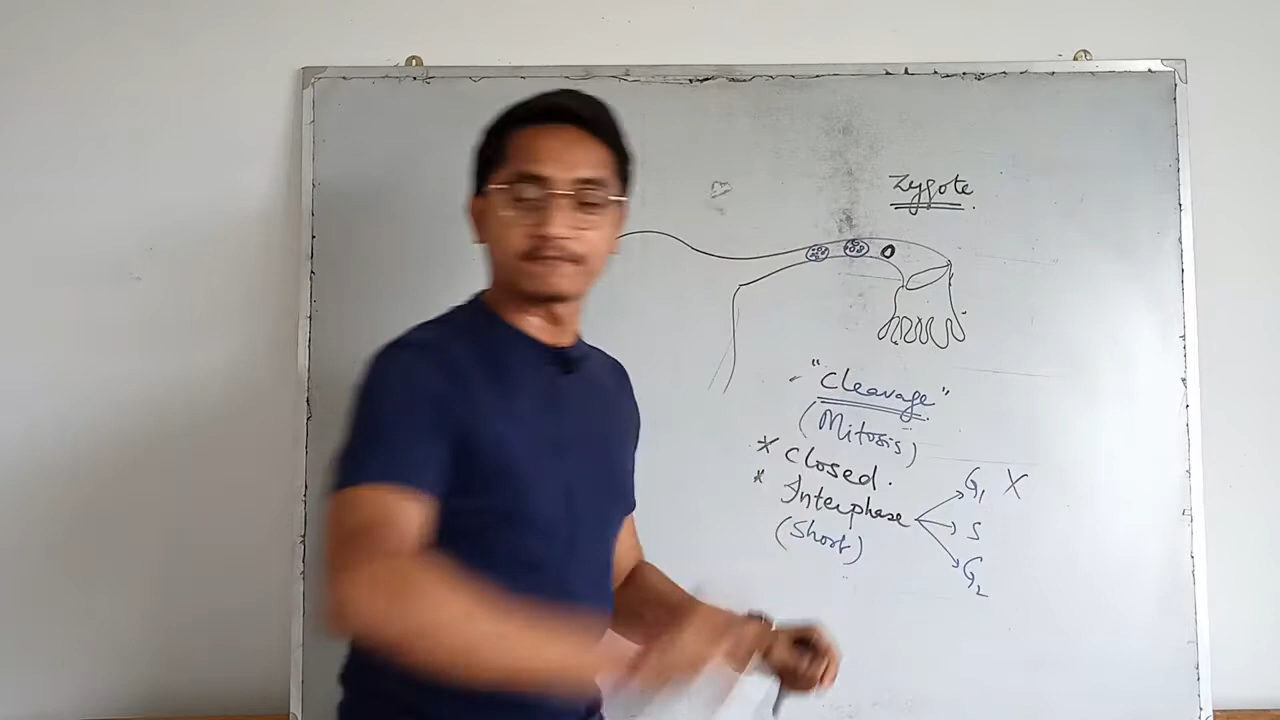 Zygote.
"Cleavage"
(Mitosis)
* Closed.
* Interphase
(Short)
G₁ X
S
G₂